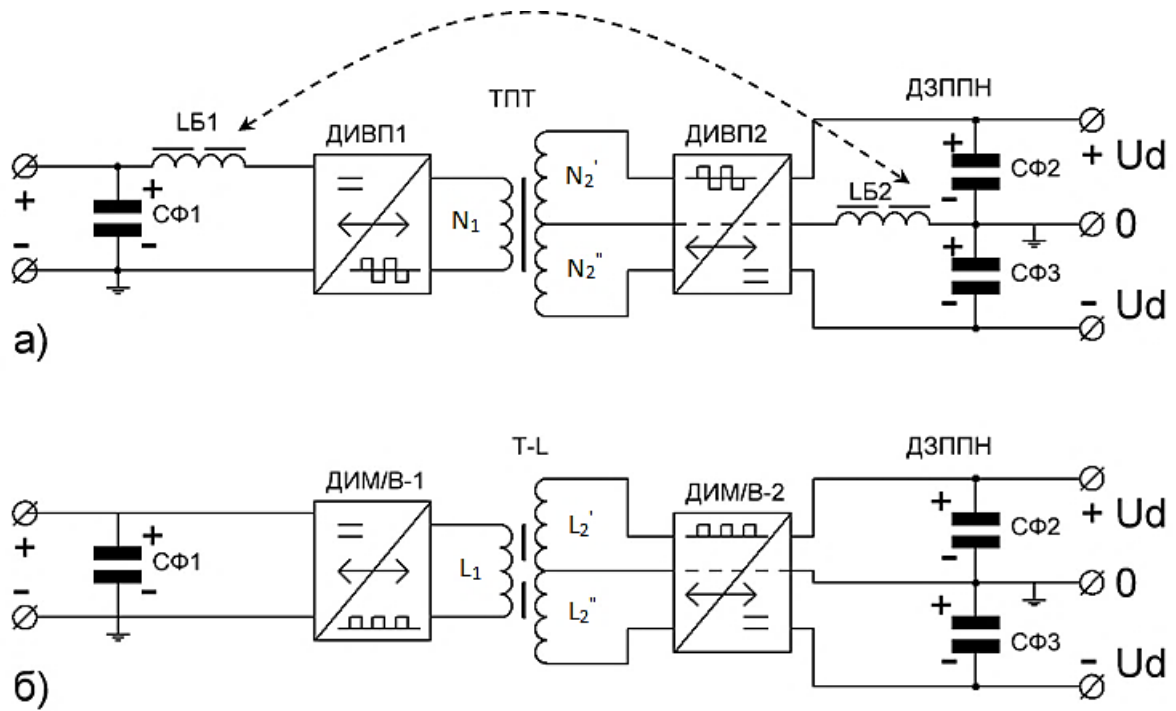 ТПТ
ДЗППН
LБ1
ДИВП1
ДИВП2
+
+ Ud
N₂'
СФ2
+
+
LБ2
-
СФ1
N₁
0
-
-
N₂"
+
СФ3
-
- Ud
а)
T-L
ДЗППН
ДИМ/В-1
ДИМ/В-2
+
+ Ud
L₂'
СФ2
+
+
-
СФ1
L₁
0
-
-
L₂"
+
СФ3
-
- Ud
б)